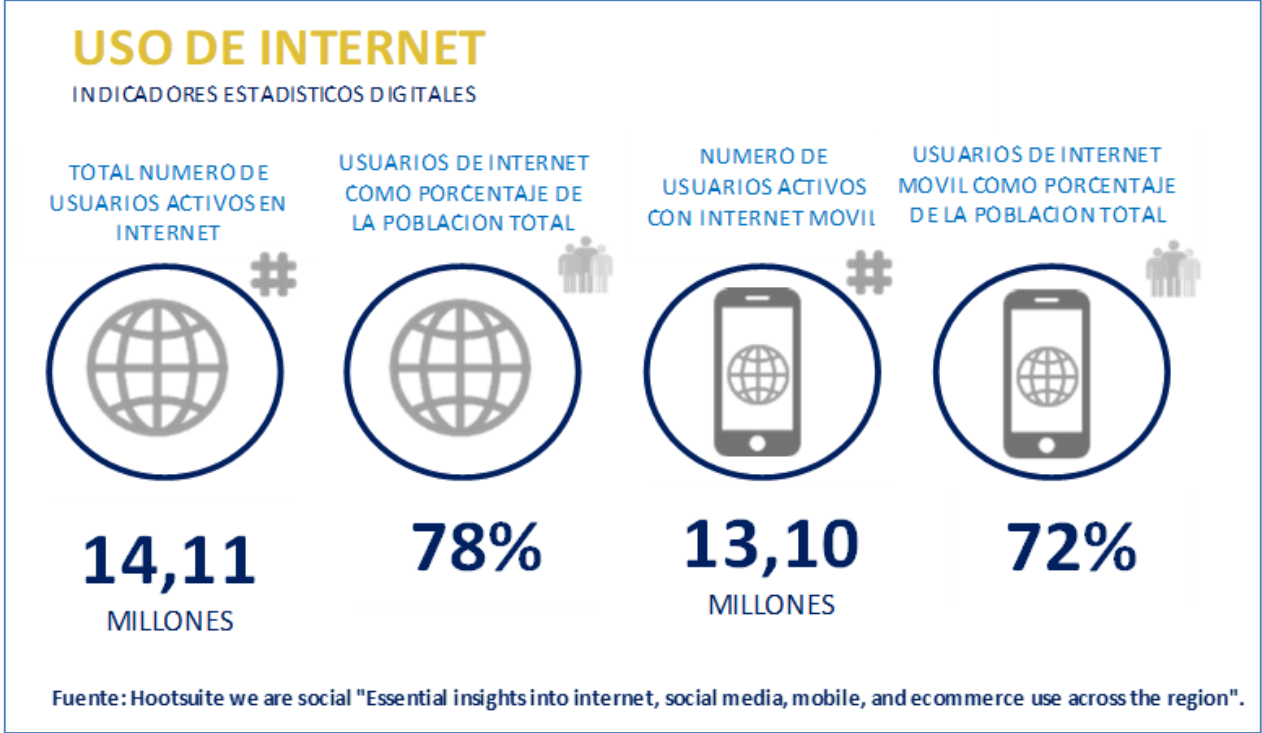 USO DE INTERNET
INDICADORES ESTADISTICOS DIGITALES
TOTAL NUMERO DE
USUARIOS ACTIVOS EN
INTERNET
#
USUARIOS DE INTERNET
COMO PORCENTAJE DE
LA POBLACION TOTAL
NUMERO DE
USUARIOS ACTIVOS
CON INTERNET MOVIL
#
USUARIOS DE INTERNET
MOVIL COMO PORCENTAJE
DE LA POBLACION TOTAL
14,11
MILLONES
78%
13,10
MILLONES
72%
Fuente: Hootsuite we are social "Essential insights into internet, social media, mobile, and ecommerce use across the region".